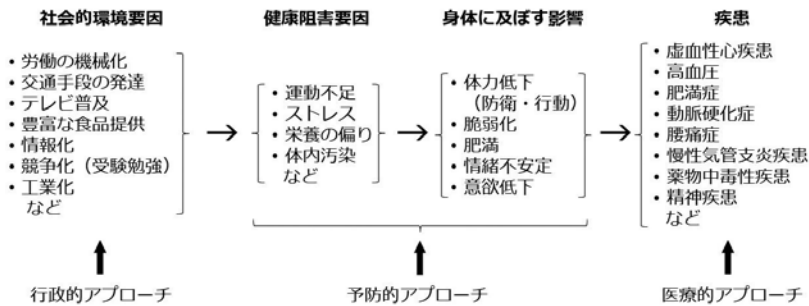 社会的環境要因
・労働の機械化
・交通手段の発達
・テレビ普及
・豊富な食品提供
・情報化
・競争化（受験勉強）
・工業化
など
健康阻害要因
・運動不足
・ストレス
・栄養の偏り
・体内汚染
など
身体に及ぼす影響
・体力低下
（防衛・行動）
・脆弱化
・肥満
・情緒不安定
・意欲低下
疾患
・虚血性心疾患
・高血圧
・肥満症
・動脈硬化症
・腰痛症
・慢性気管支炎疾患
・薬物中毒性疾患
・精神疾患
など
行政的アプローチ
予防的アプローチ
医療的アプローチ